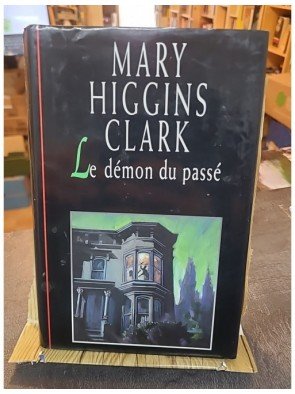 MARY
HIGGINS
CLARK
Le démon du passé